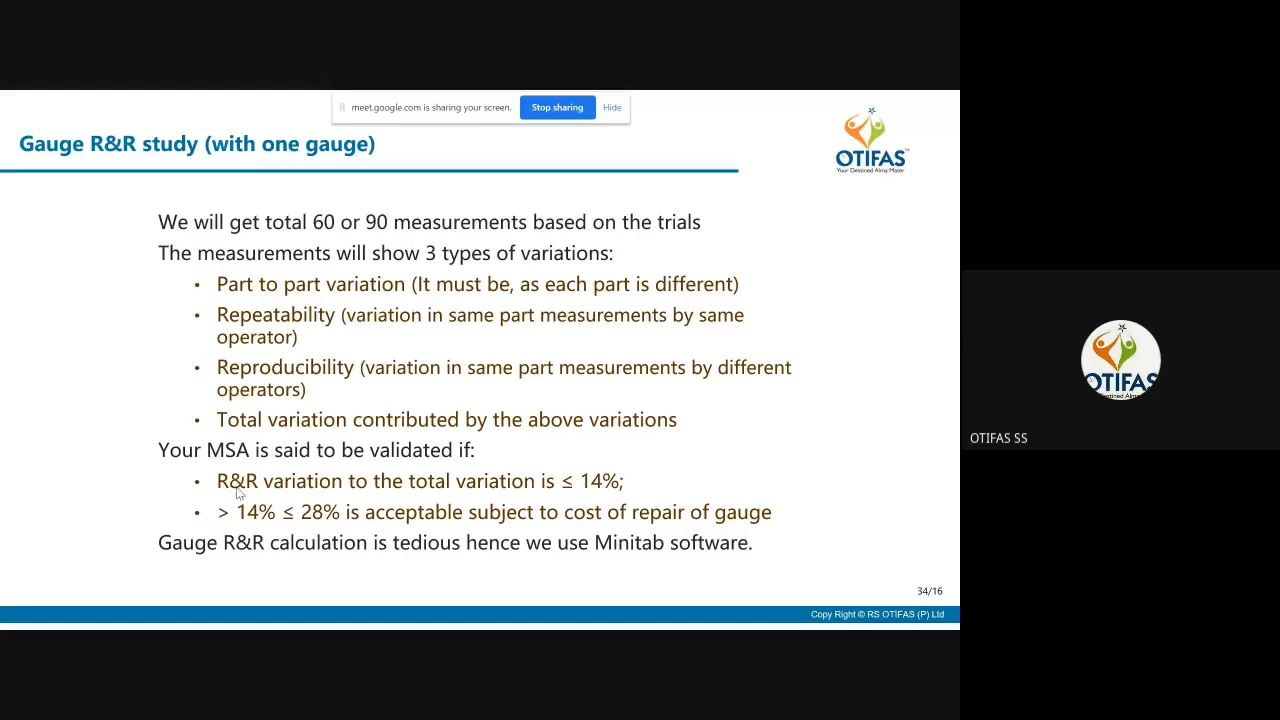 meet.google.com is sharing your screen.
Stop sharing
Hide
Gauge R&R study (with one gauge)
OTIFAS
Your Destined Alma Mater
We will get total 60 or 90 measurements based on the trials
The measurements will show 3 types of variations:
• Part to part variation (It must be, as each part is different)
• Repeatability (variation in same part measurements by same
operator)
• Reproducibility (variation in same part measurements by different
operators)
• Total variation contributed by the above variations
Your MSA is said to be validated if:
• R&R variation to the total variation is ≤ 14%;
• > 14% ≤ 28% is acceptable subject to cost of repair of gauge
Gauge R&R calculation is tedious hence we use Minitab software.
34/16
Copy Right © RS OTIFAS (P) Ltd
OTIFAS
OTIFAS SS